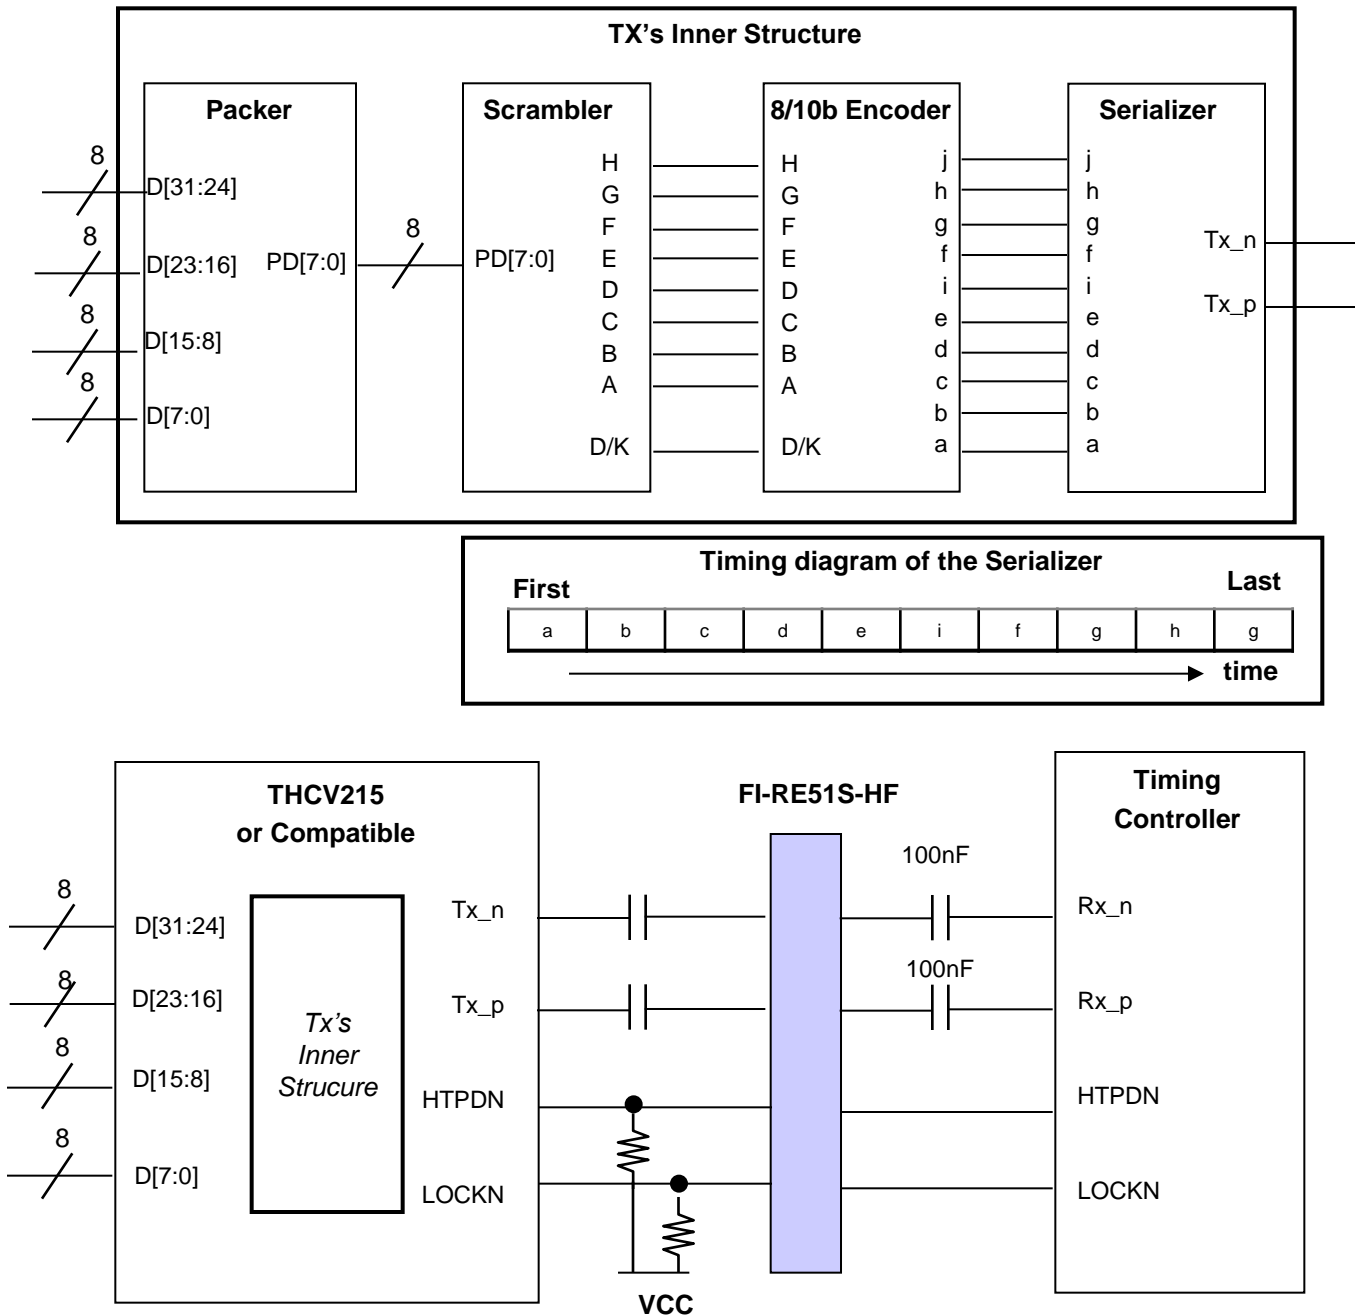 TX's Inner Structure
Packer
Scrambler
8/10b Encoder
Serializer
8
D[31:24]
8
D[23:16]
8
D[15:8]
8
D[7:0]
PD[7:0]
8
PD[7:0]
H
G
F
E
D
C
B
A
D/K
H
G
F
E
D
C
B
A
D/K
j
h
g
f
i
e
d
c
b
a
j
h
g
f
i
e
d
c
b
a
Tx_n
Tx_p
Timing diagram of the Serializer
First
Last
a b c d e i f g h g
time
THCV215
or Compatible
FI-RE51S-HF
Timing
Controller
8
D[31:24]
8
D[23:16]
8
D[15:8]
8
D[7:0]
Tx's
Inner
Strucure
Tx_n
Tx_p
HTPDN
LOCKN
100nF
100nF
Rx_n
Rx_p
HTPDN
LOCKN
VCC